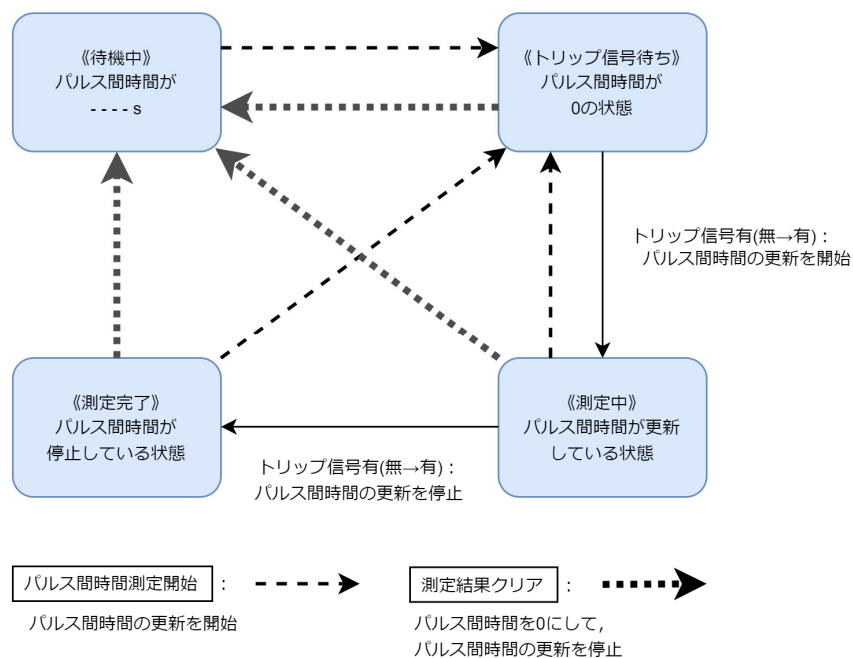 《待機中》
パルス間時間が
- - - - s
《トリップ信号待ち》
パルス間時間が
0の状態
トリップ信号有(無→有)：
パルス間時間の更新を開始
《測定完了》
パルス間時間が
停止している状態
《測定中》
パルス間時間が更新
している状態
トリップ信号有(無→有)：
パルス間時間の更新を停止
パルス間時間測定開始：
パルス間時間の更新を開始
測定結果クリア：
パルス間時間を0にして，
パルス間時間の更新を停止